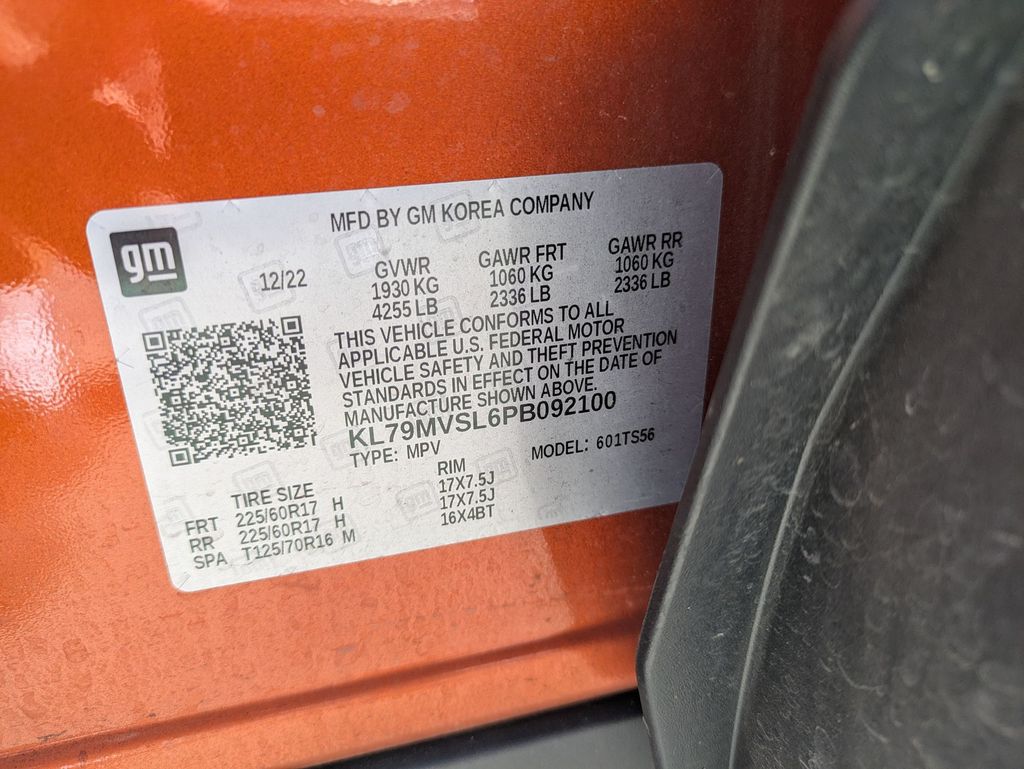 MFD BY GM KOREA COMPANY
gm
12/22
GVWR
1930 KG
4255 LB
GAWR FRT
1060 KG
2336 LB
GAWR RR
1060 KG
2336 LB
THIS VEHICLE CONFORMS TO ALL
APPLICABLE U.S. FEDERAL MOTOR
VEHICLE SAFETY AND THEFT PREVENTION
STANDARDS IN EFFECT ON THE DATE OF
MANUFACTURE SHOWN ABOVE.
KL79MVSL6PB092100
TYPE: MPV MODEL: 601TS56
TIRE SIZE RIM
FRT 225/60R17 H 17X7.5J
RR 225/60R17 H 17X7.5J
SPA T125/70R16 M 16X4BT